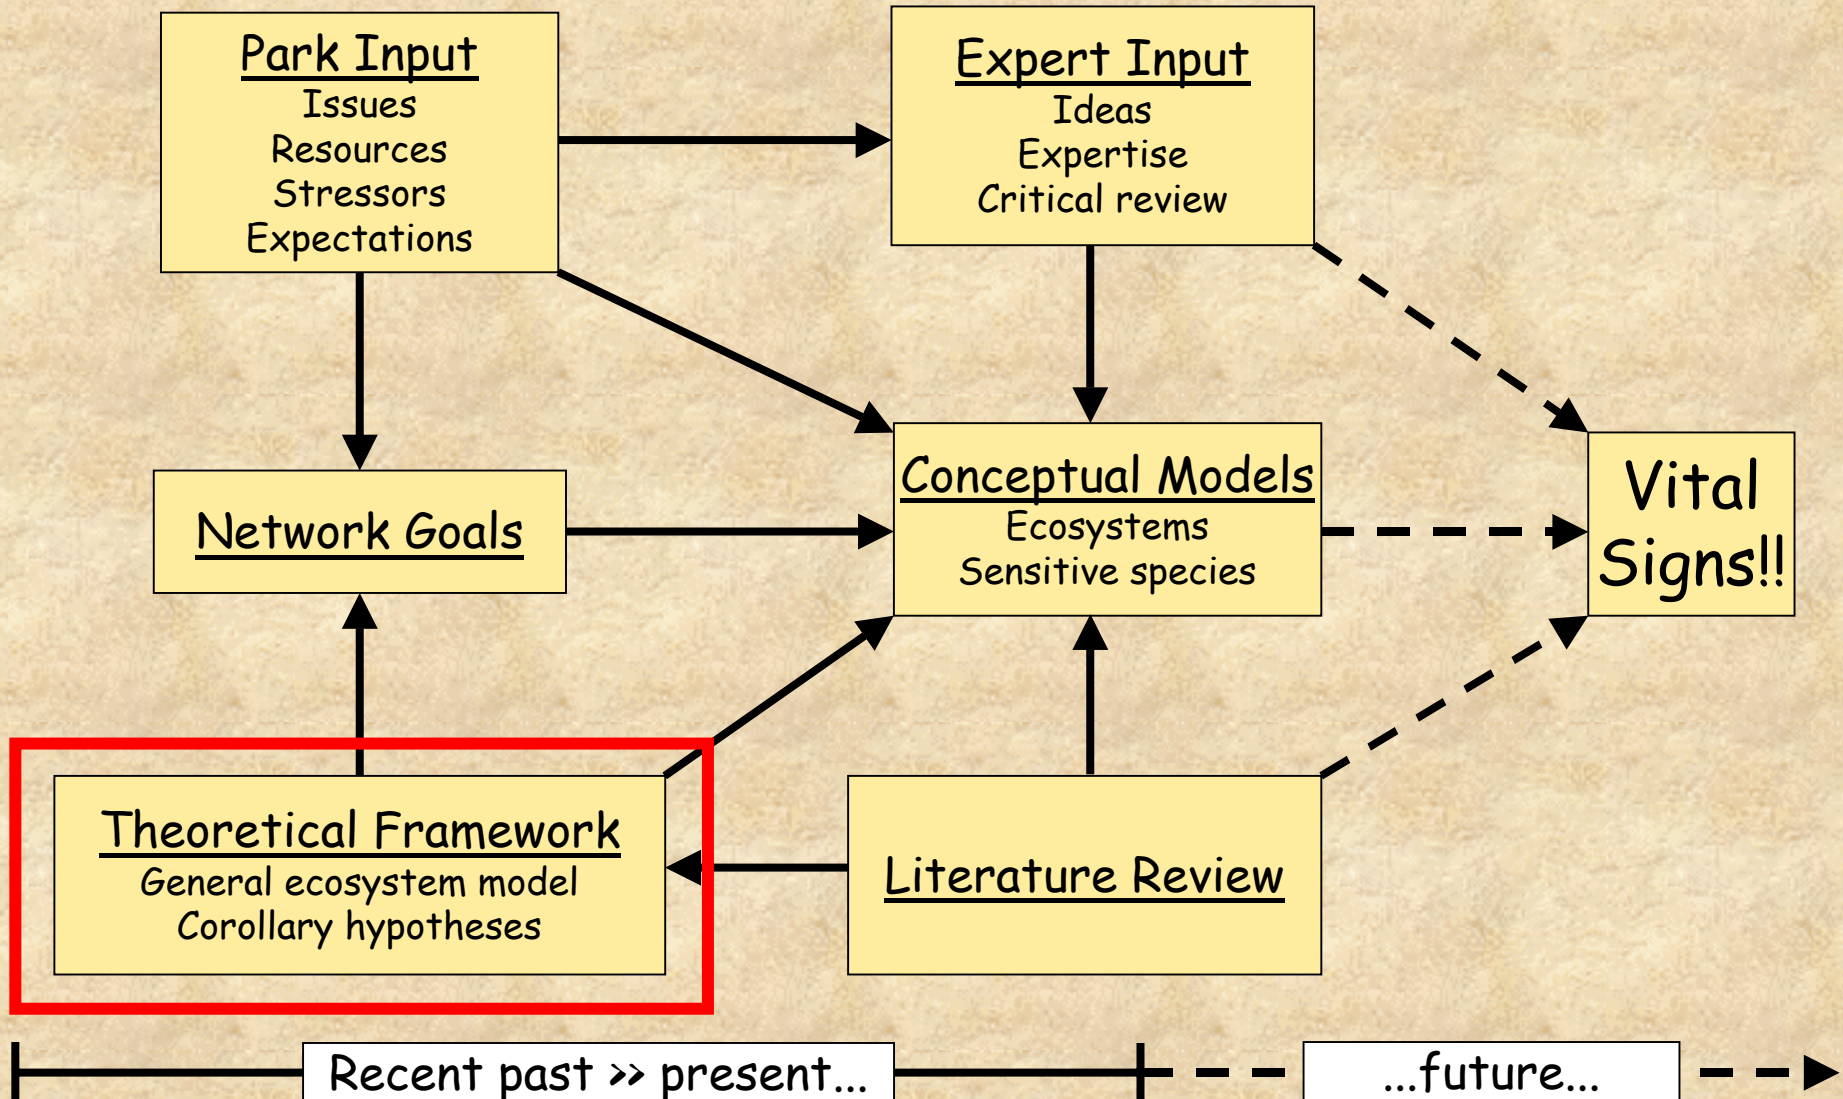 Park Input
Issues
Resources
Stressors
Expectations
Expert Input
Ideas
Expertise
Critical review
Network Goals
Conceptual Models
Ecosystems
Sensitive species
Vital
Signs!!
Theoretical Framework
General ecosystem model
Corollary hypotheses
Literature Review
Recent past >> present...
...future...